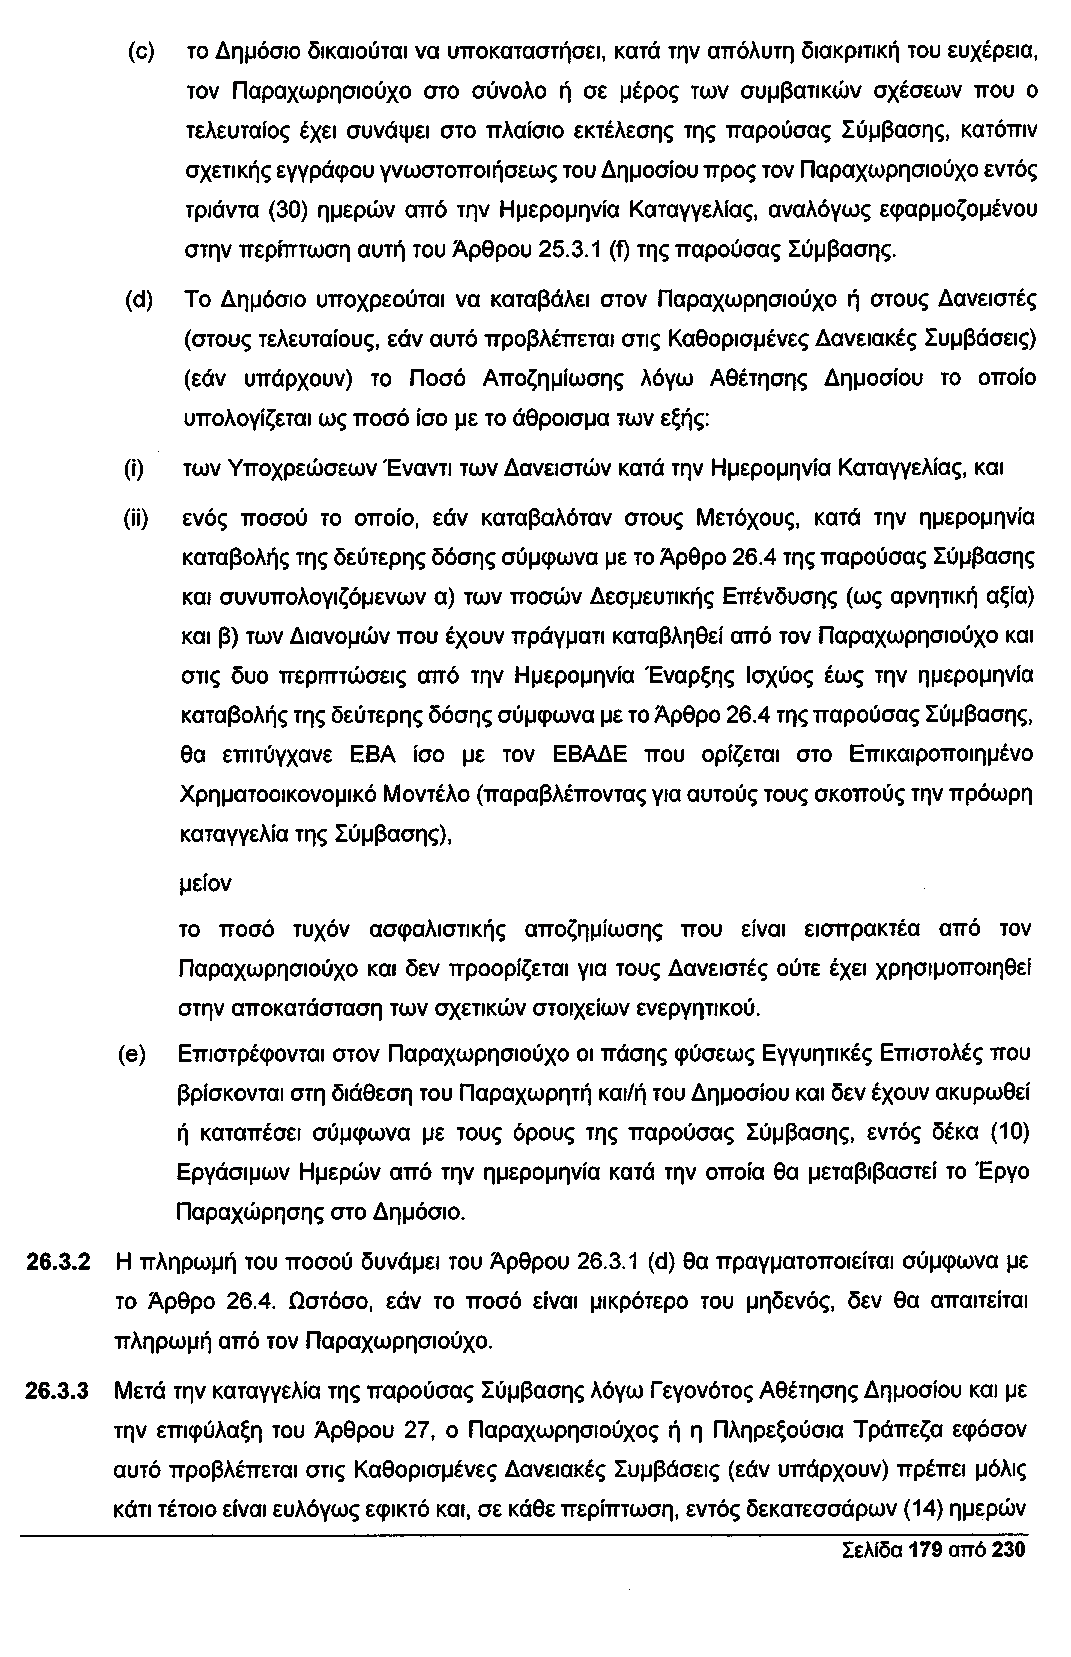 (c) το Δημόσιο δικαιούται να υποκαταστήσει, κατά την απόλυτη διακριτική του ευχέρεια,
τον Παραχωρησιούχο στο σύνολο ή σε μέρος των συμβατικών σχέσεων που ο
τελευταίος έχει συνάψει στο πλαίσιο εκτέλεσης της παρούσας Σύμβασης, κατόπιν
σχετικής εγγράφου γνωστοποιήσεως του Δημοσίου προς τον Παραχωρησιούχο εντός
τριάντα (30) ημερών από την Ημερομηνία Καταγγελίας, αναλόγως εφαρμοζομένου
στην περίπτωση αυτή του Άρθρου 25.3.1 (f) της παρούσας Σύμβασης.
(d) Το Δημόσιο υποχρεούται να καταβάλει στον Παραχωρησιούχο ή στους Δανειστές
(στους τελευταίους, εάν αυτό προβλέπεται στις Καθορισμένες Δανειακές Συμβάσεις)
(εάν υπάρχουν) το Ποσό Αποζημίωσης λόγω Αθέτησης Δημοσίου το οποίο
υπολογίζεται ως ποσό ίσο με το άθροισμα των εξής:
(i) των Υποχρεώσεων Έναντι των Δανειστών κατά την Ημερομηνία Καταγγελίας, και
(ii) ενός ποσού το οποίο, εάν καταβαλόταν στους Μετόχους, κατά την ημερομηνία
καταβολής της δεύτερης δόσης σύμφωνα με το Άρθρο 26.4 της παρούσας Σύμβασης
και συνυπολογιζόμενων α) των ποσών Δεσμευτικής Επένδυσης (ως αρνητική αξία)
και β) των Διανομών που έχουν πράγματι καταβληθεί από τον Παραχωρησιούχο και
στις δυο περιπτώσεις από την Ημερομηνία Έναρξης Ισχύος έως την ημερομηνία
καταβολής της δεύτερης δόσης σύμφωνα με το Άρθρο 26.4 της παρούσας Σύμβασης,
θα επιτύγχανε ΕΒΑ ίσο με τον ΕΒΑΔΕ που ορίζεται στο Επικαιροποιημένο
Χρηματοοικονομικό Μοντέλο (παραβλέποντας για αυτούς τους σκοπούς την πρόωρη
καταγγελία της Σύμβασης),
μείον
το ποσό τυχόν ασφαλιστικής αποζημίωσης που είναι εισπρακτέα από τον
Παραχωρησιούχο και δεν προορίζεται για τους Δανειστές ούτε έχει χρησιμοποιηθεί
στην αποκατάσταση των σχετικών στοιχείων ενεργητικού.
(e) Επιστρέφονται στον Παραχωρησιούχο οι πάσης φύσεως Εγγυητικές Επιστολές που
βρίσκονται στη διάθεση του Παραχωρητή και/ή του Δημοσίου και δεν έχουν ακυρωθεί
ή καταπέσει σύμφωνα με τους όρους της παρούσας Σύμβασης, εντός δέκα (10)
Εργάσιμων Ημερών από την ημερομηνία κατά την οποία θα μεταβιβαστεί το Έργο
Παραχώρησης στο Δημόσιο.
26.3.2 Η πληρωμή του ποσού δυνάμει του Άρθρου 26.3.1 (d) θα πραγματοποιείται σύμφωνα με
το Άρθρο 26.4. Ωστόσο, εάν το ποσό είναι μικρότερο του μηδενός, δεν θα απαιτείται
πληρωμή από τον Παραχωρησιούχο.
26.3.3 Μετά την καταγγελία της παρούσας Σύμβασης λόγω Γεγονότος Αθέτησης Δημοσίου και με
την επιφύλαξη του Άρθρου 27, ο Παραχωρησιούχος ή η Πληρεξούσια Τράπεζα εφόσον
αυτό προβλέπεται στις Καθορισμένες Δανειακές Συμβάσεις (εάν υπάρχουν) πρέπει μόλις
κάτι τέτοιο είναι ευλόγως εφικτό και, σε κάθε περίπτωση, εντός δεκατεσσάρων (14) ημερών
Σελίδα 179 από 230